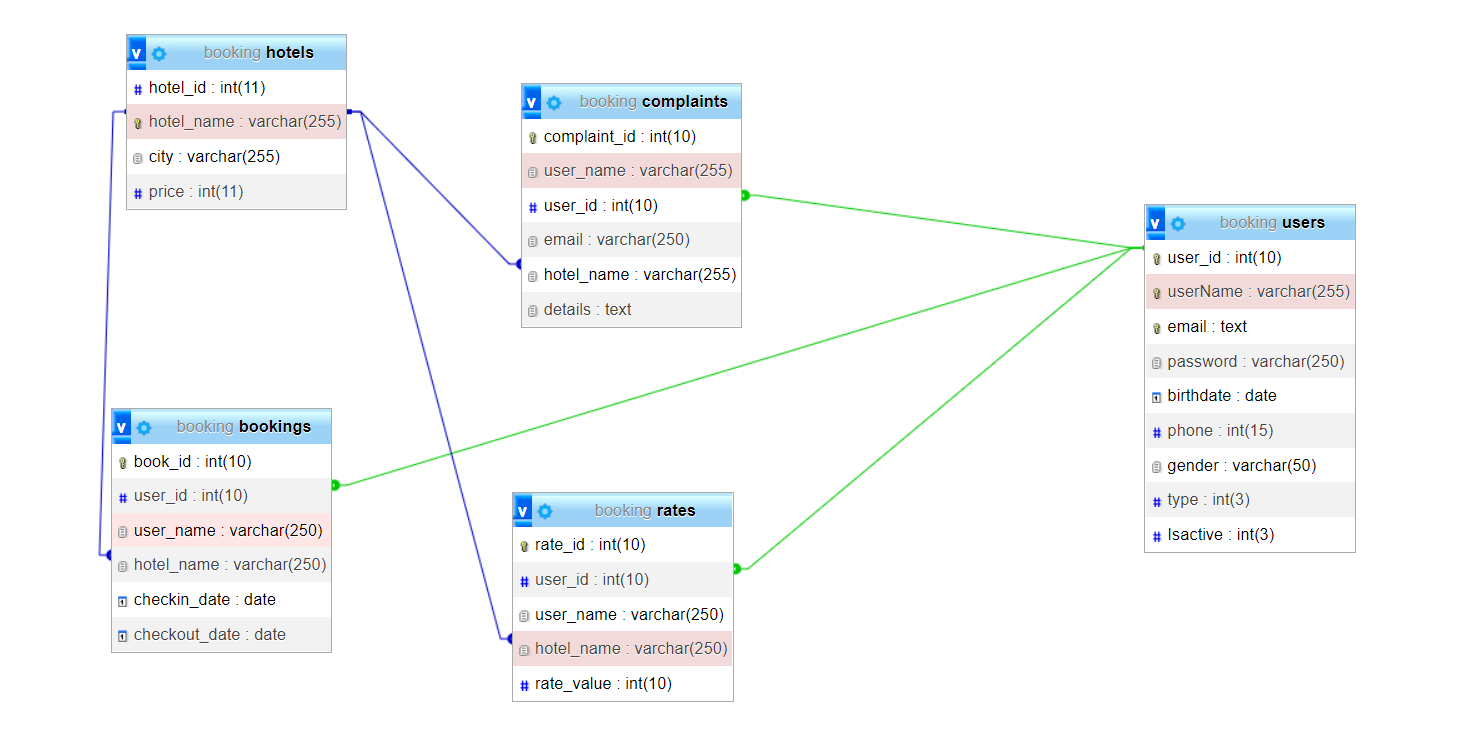 v booking hotels
# hotel_id : int(11)
hotel_name : varchar(255)
city : varchar(255)
# price : int(11)
v booking complaints
complaint_id : int(10)
user_name : varchar(255)
# user_id : int(10)
email : varchar(250)
hotel_name : varchar(255)
details : text
v booking users
user_id : int(10)
userName : varchar(255)
email : text
password : varchar(250)
birthdate : date
# phone : int(15)
gender : varchar(50)
# type : int(3)
# Isactive : int(3)
v booking bookings
book_id : int(10)
# user_id : int(10)
user_name : varchar(250)
hotel_name : varchar(250)
checkin_date : date
checkout_date : date
v booking rates
rate_id : int(10)
# user_id : int(10)
user_name : varchar(250)
hotel_name : varchar(250)
# rate_value : int(10)